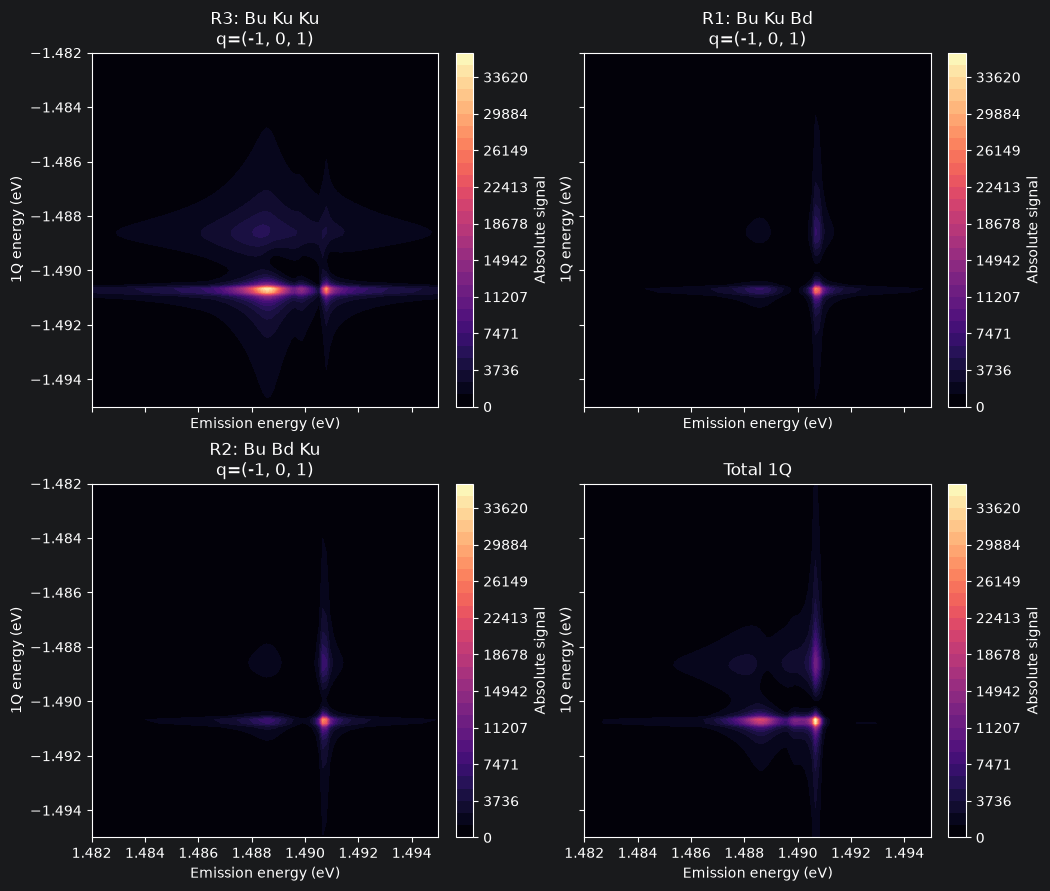 R3: Bu Ku Ku
q=(-1, 0, 1)
−1.482
−1.484
−1.486
−1.488
−1.490
−1.492
−1.494
1Q energy (eV)
Emission energy (eV)
33620
29884
26149
22413
18678
14942
11207
7471
3736
0
Absolute signal
R1: Bu Ku Bd
q=(-1, 0, 1)
1Q energy (eV)
Emission energy (eV)
33620
29884
26149
22413
18678
14942
11207
7471
3736
0
Absolute signal
R2: Bu Bd Ku
q=(-1, 0, 1)
−1.482
−1.484
−1.486
−1.488
−1.490
−1.492
−1.494
1Q energy (eV)
1.482 1.484 1.486 1.488 1.490 1.492 1.494
Emission energy (eV)
33620
29884
26149
22413
18678
14942
11207
7471
3736
0
Absolute signal
Total 1Q
1Q energy (eV)
1.482 1.484 1.486 1.488 1.490 1.492 1.494
Emission energy (eV)
33620
29884
26149
22413
18678
14942
11207
7471
3736
0
Absolute signal